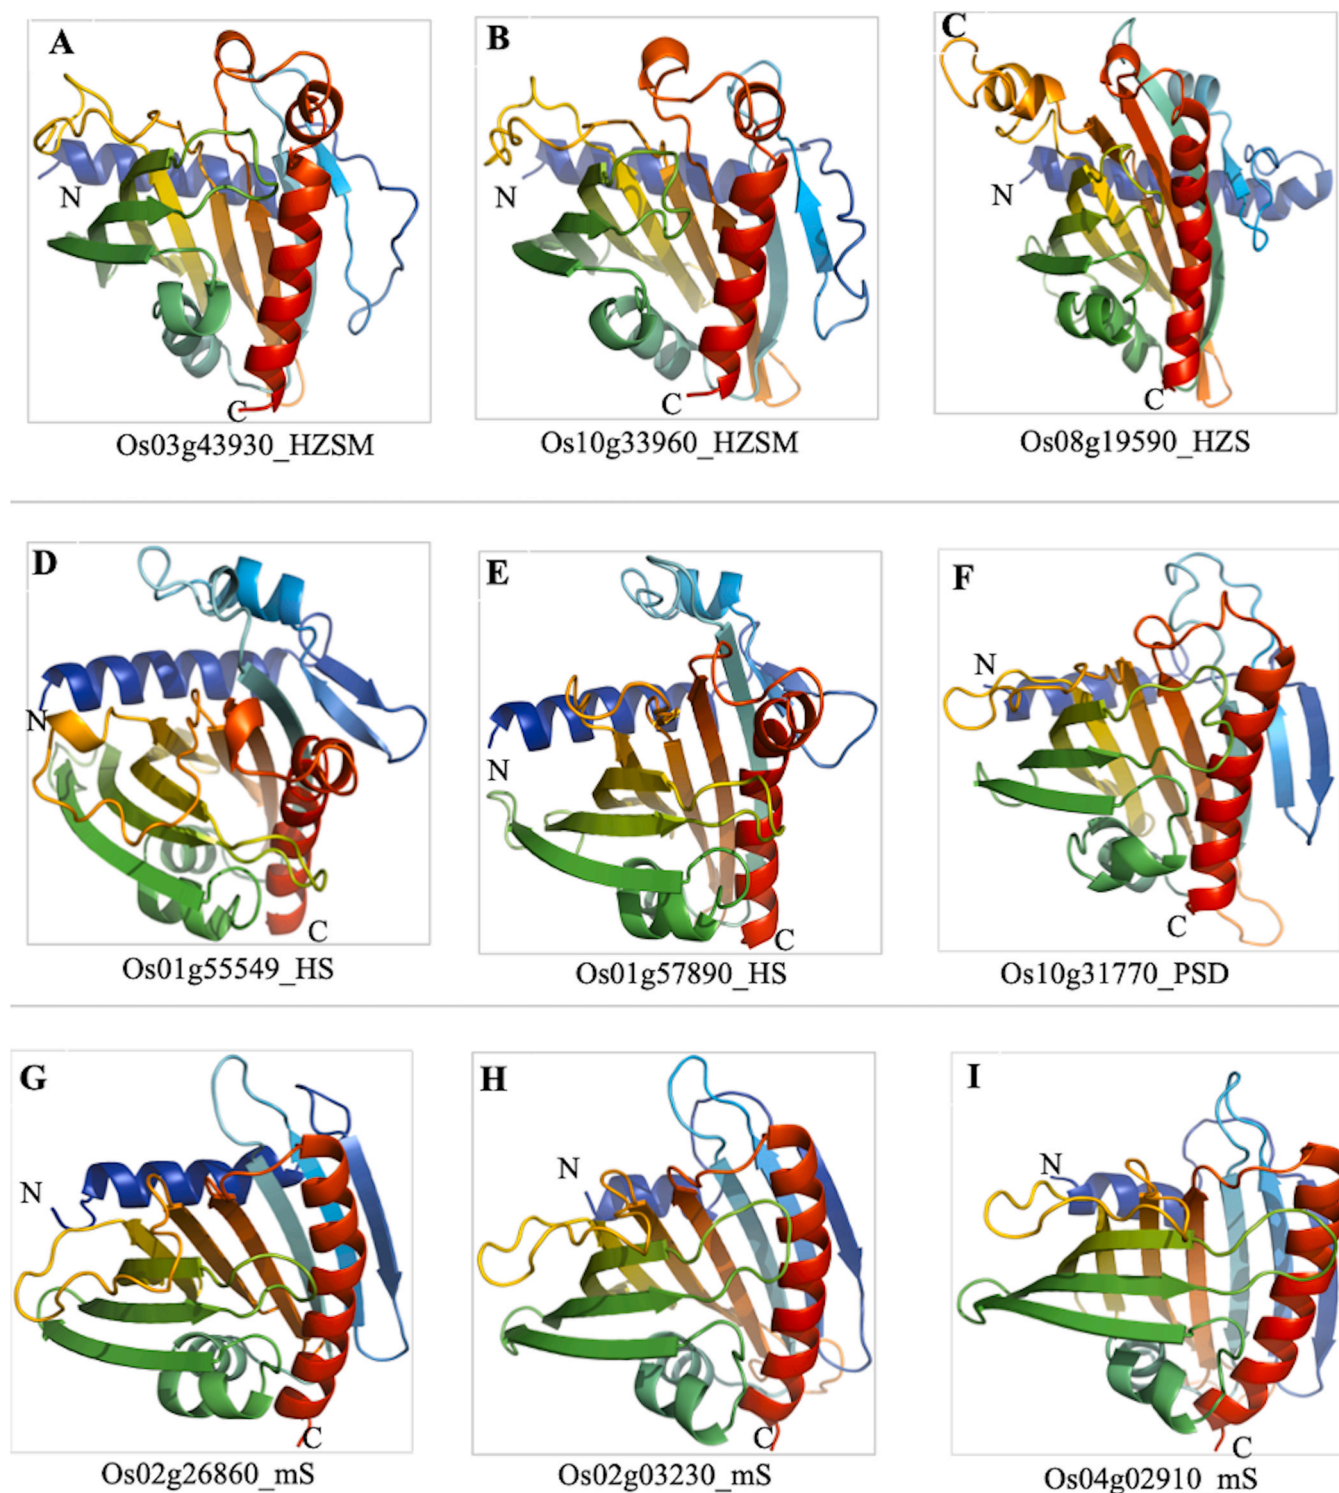 A
B
C
N
N
N
C
C
C
Os03g43930_HZSM
Os10g33960_HZSM
Os08g19590_HZS
D
E
F
N
N
N
C
C
C
Os01g55549_HS
Os01g57890_HS
Os10g31770_PSD
G
H
I
N
N
N
C
C
C
Os02g26860_mS
Os02g03230_mS
Os04g02910_mS